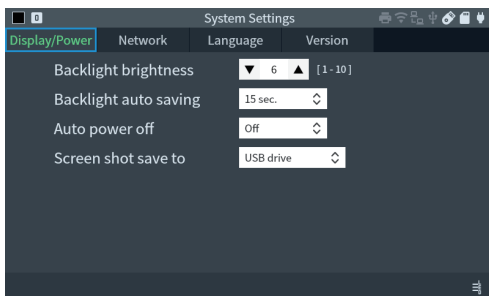 0 System Settings
Display/Power Network Language Version
Backlight brightness ▼ 6 ▲ [1-10]
Backlight auto saving 15 sec.
Auto power off Off
Screen shot save to USB drive